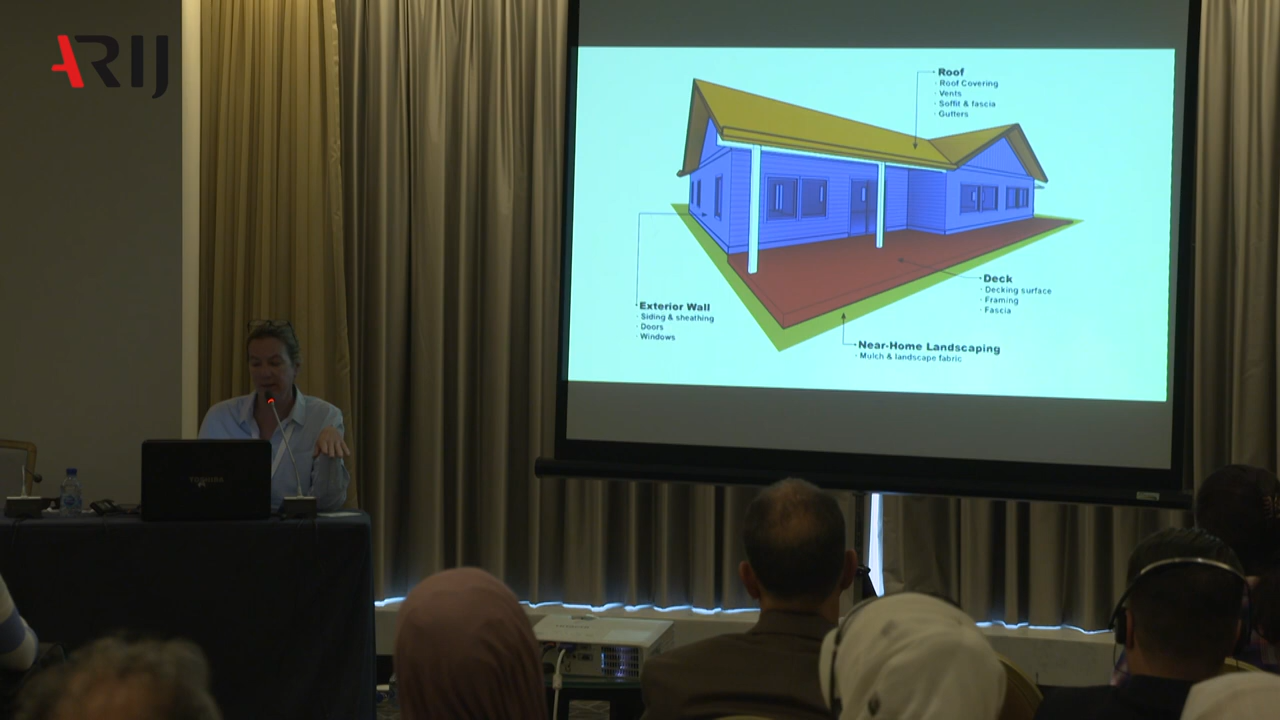 ARIJ
Roof
· Roof Covering
· Vents
· Soffit & fascia
· Gutters
Exterior Wall
· Siding & sheathing
· Doors
· Windows
Deck
· Decking surface
· Framing
· Fascia
Near-Home Landscaping
· Mulch & landscape fabric
TOSHIBA